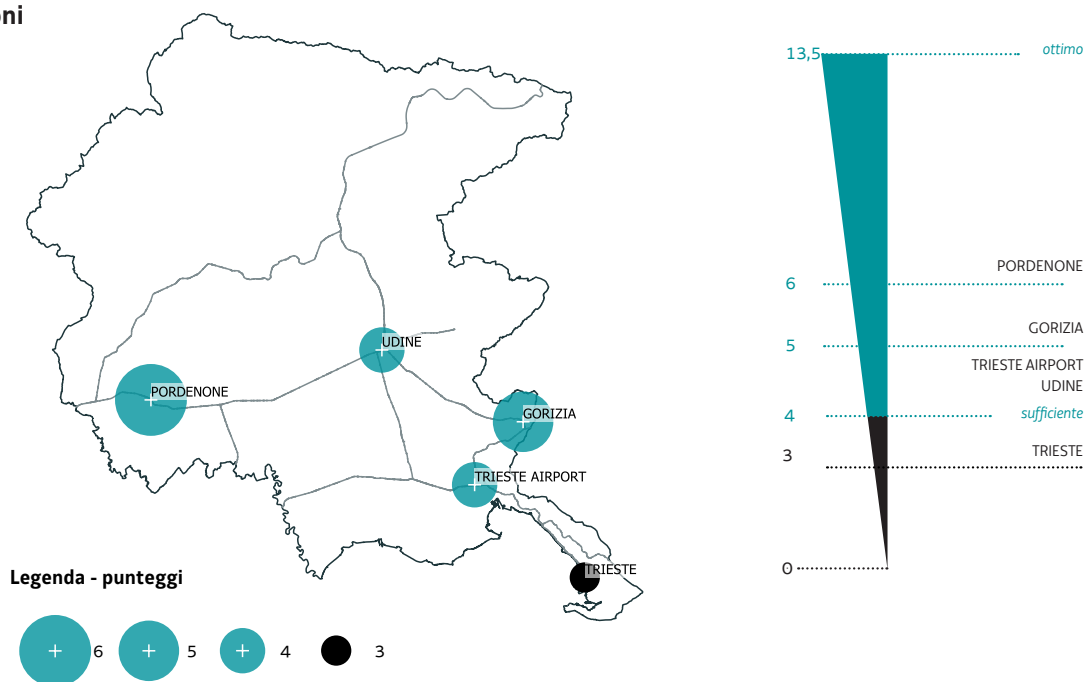 oni
PORDENONE
UDINE
GORIZIA
TRIESTE AIRPORT
TRIESTE
Legenda - punteggi
6
5
4
3
13,5
ottimo
PORDENONE
6
GORIZIA
5
TRIESTE AIRPORT
UDINE
4
sufficiente
TRIESTE
3
0